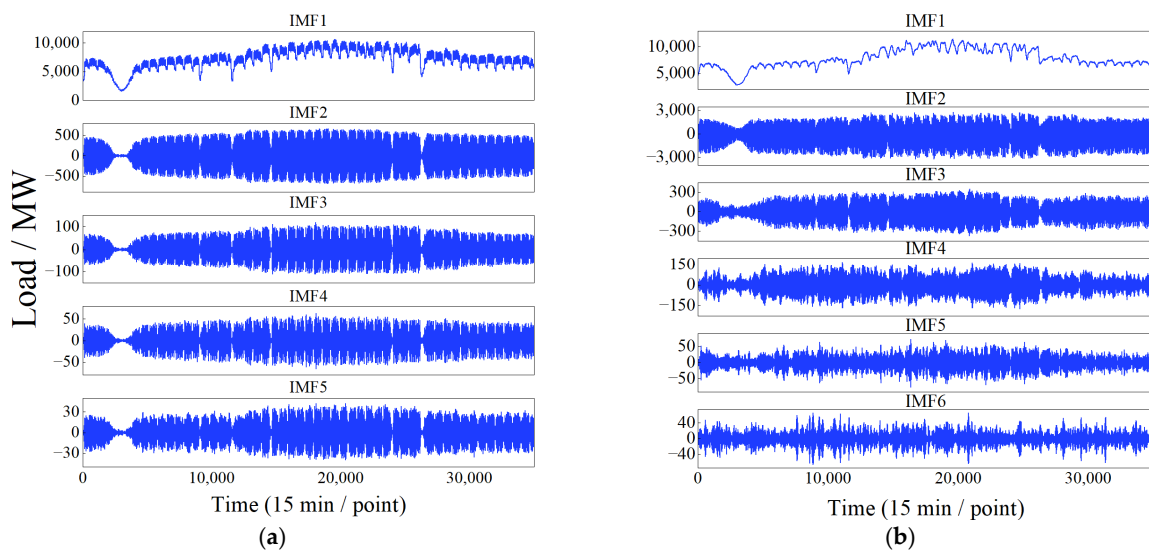 IMF1
10,000
5,000
0
IMF2
500
0
−500
IMF3
100
0
−100
IMF4
50
0
−50
IMF5
30
0
−30
0 10,000 20,000 30,000
Time (15 min / point)
Load / MW
(a)
IMF1
10,000
5,000
IMF2
3,000
0
−3,000
IMF3
300
0
−300
IMF4
150
0
−150
IMF5
50
0
−50
IMF6
40
0
−40
0 10,000 20,000 30,000
Time (15 min / point)
(b)